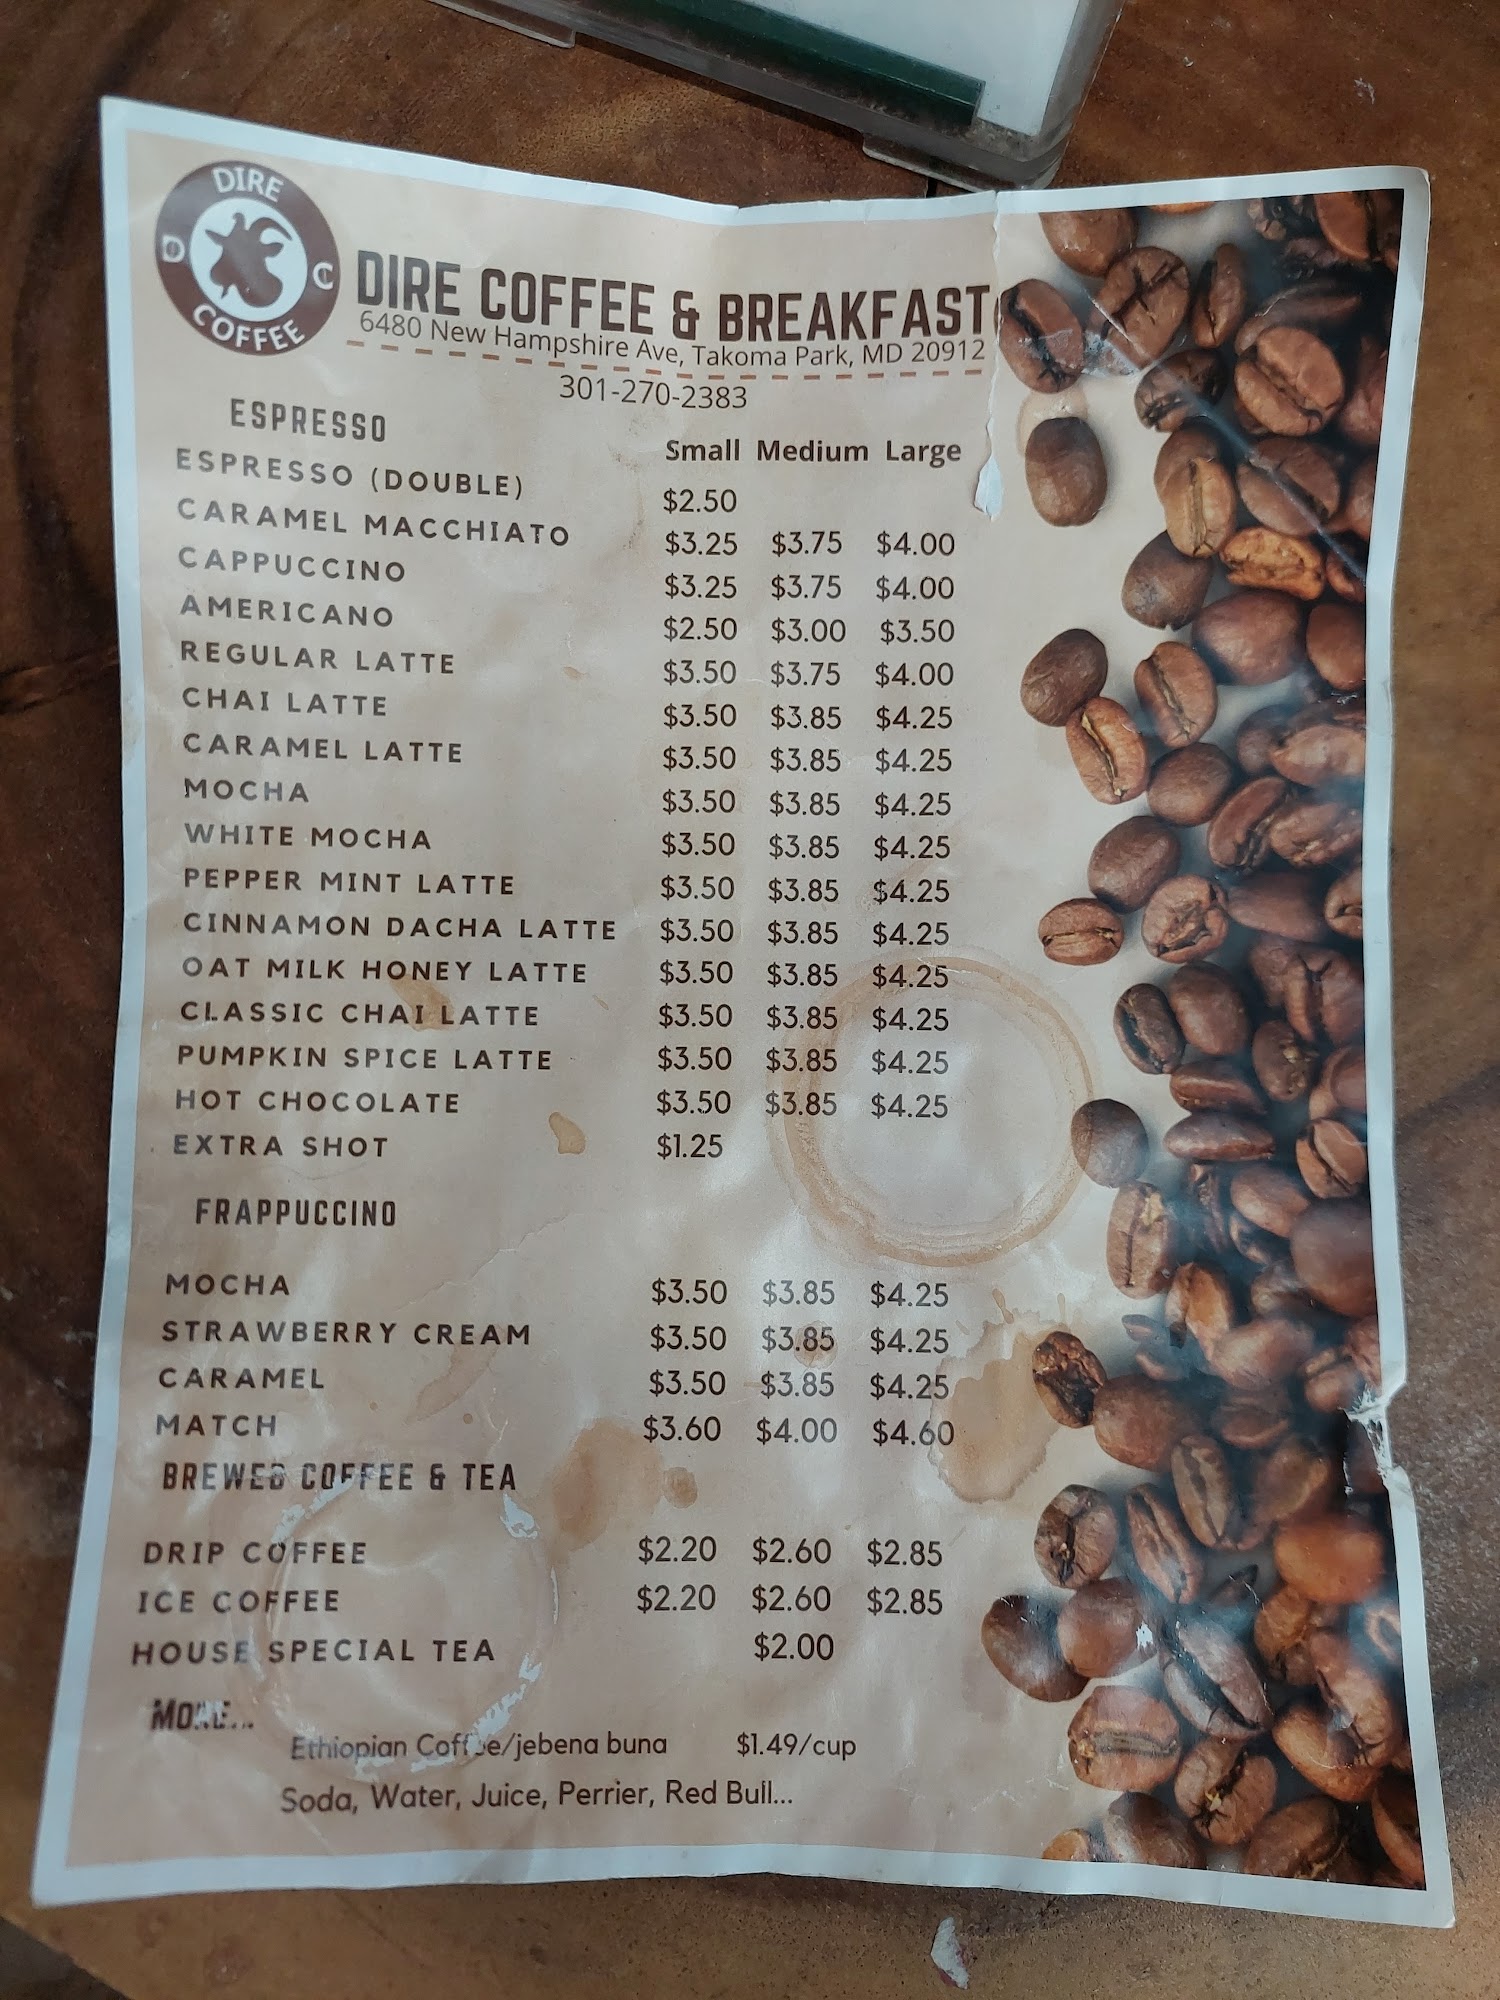 DIRE
D C
COFFEE
DIRE COFFEE & BREAKFAST
6480 New Hampshire Ave, Takoma Park, MD 20912
301-270-2383
ESPRESSO
Small Medium Large
ESPRESSO (DOUBLE) $2.50
CARAMEL MACCHIATO $3.25 $3.75 $4.00
CAPPUCCINO $3.25 $3.75 $4.00
AMERICANO $2.50 $3.00 $3.50
REGULAR LATTE $3.50 $3.75 $4.00
CHAI LATTE $3.50 $3.85 $4.25
CARAMEL LATTE $3.50 $3.85 $4.25
MOCHA $3.50 $3.85 $4.25
WHITE MOCHA $3.50 $3.85 $4.25
PEPPER MINT LATTE $3.50 $3.85 $4.25
CINNAMON DACHA LATTE $3.50 $3.85 $4.25
OAT MILK HONEY LATTE $3.50 $3.85 $4.25
CLASSIC CHAI LATTE $3.50 $3.85 $4.25
PUMPKIN SPICE LATTE $3.50 $3.85 $4.25
HOT CHOCOLATE $3.50 $3.85 $4.25
EXTRA SHOT $1.25
FRAPPUCCINO
MOCHA $3.50 $3.85 $4.25
STRAWBERRY CREAM $3.50 $3.85 $4.25
CARAMEL $3.50 $3.85 $4.25
MATCH $3.60 $4.00 $4.60
BREWED COFFEE & TEA
DRIP COFFEE $2.20 $2.60 $2.85
ICE COFFEE $2.20 $2.60 $2.85
HOUSE SPECIAL TEA $2.00
MORE...
Ethiopian Coffee/jebena buna $1.49/cup
Soda, Water, Juice, Perrier, Red Bull...